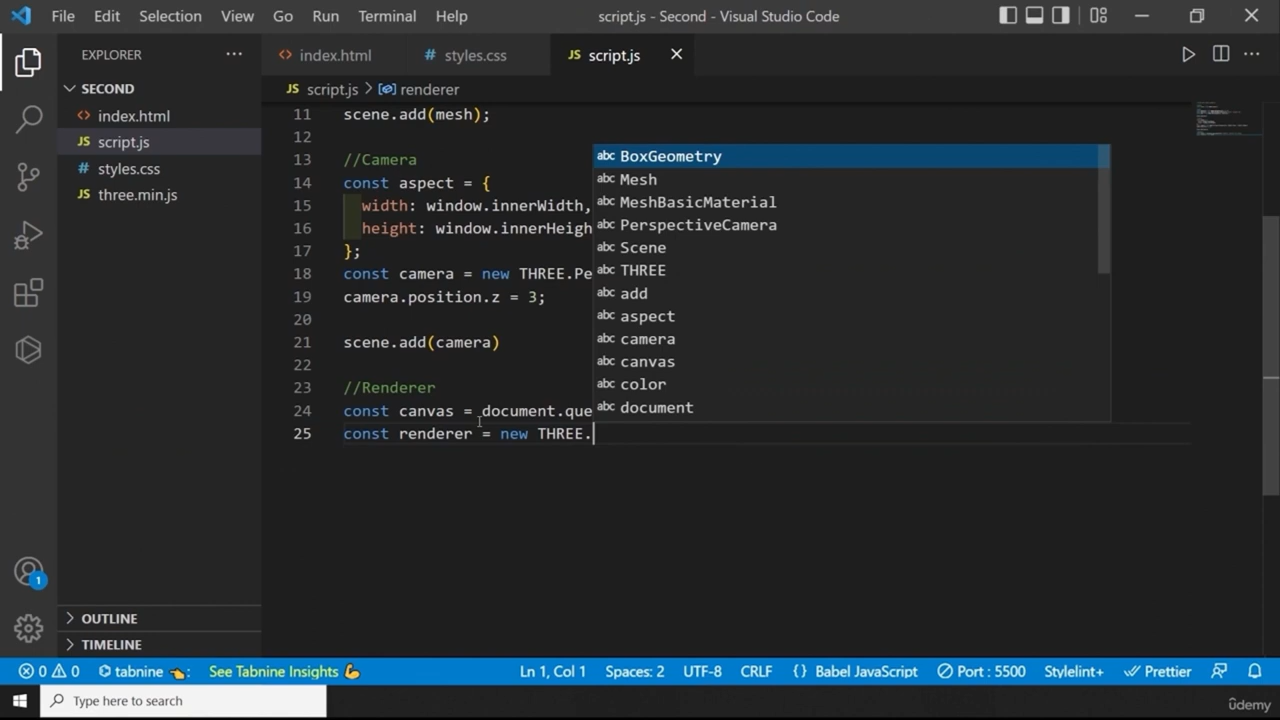 File Edit Selection View Go Run Terminal Help script.js - Second - Visual Studio Code
EXPLORER ...
SECOND
index.html
JS script.js
# styles.css
JS three.min.js
OUTLINE
TIMELINE
<> index.html # styles.css JS script.js
JS script.js > renderer
11 scene.add(mesh);
12
13 //Camera
14 const aspect = {
15 width: window.innerWidth,
16 height: window.innerHeigh
17 };
18 const camera = new THREE.Pe
19 camera.position.z = 3;
20
21 scene.add(camera)
22
23 //Renderer
24 const canvas = document.que
25 const renderer = new THREE.
abc BoxGeometry
abc Mesh
abc MeshBasicMaterial
abc PerspectiveCamera
abc Scene
abc THREE
abc add
abc aspect
abc camera
abc canvas
abc color
abc document
1
0 0 tabnine : See Tabnine Insights Ln 1, Col 1 Spaces: 2 UTF-8 CRLF {} Babel JavaScript Port : 5500 Stylelint+ Prettier
Type here to search
udemy